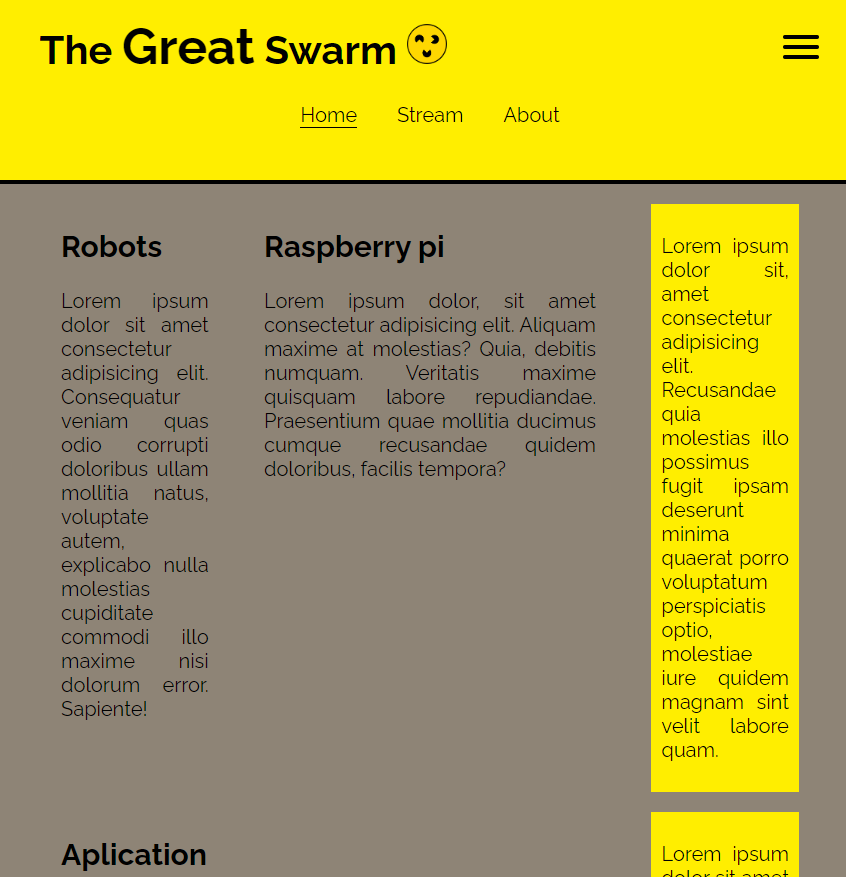 The Great Swarm
Home Stream About
Robots
Lorem ipsum
dolor sit amet
consectetur
adipisicing elit.
Consequatur
veniam quas
odio corrupti
doloribus ullam
mollitia natus,
voluptate
autem,
explicabo nulla
molestias
cupiditate
commodi illo
maxime nisi
dolorum error.
Sapiente!
Raspberry pi
Lorem ipsum dolor, sit amet
consectetur adipisicing elit. Aliquam
maxime at molestias? Quia, debitis
numquam. Veritatis maxime
quisquam labore repudiandae.
Praesentium quae mollitia ducimus
cumque recusandae quidem
doloribus, facilis tempora?
Lorem ipsum
dolor sit,
amet
consectetur
adipisicing
elit.
Recusandae
quia
molestias illo
possimus
fugit ipsam
deserunt
minima
quaerat porro
voluptatum
perspiciatis
optio,
molestiae
iure quidem
magnam sint
velit labore
quam.
Aplication
Lorem ipsum
dolor sit amet